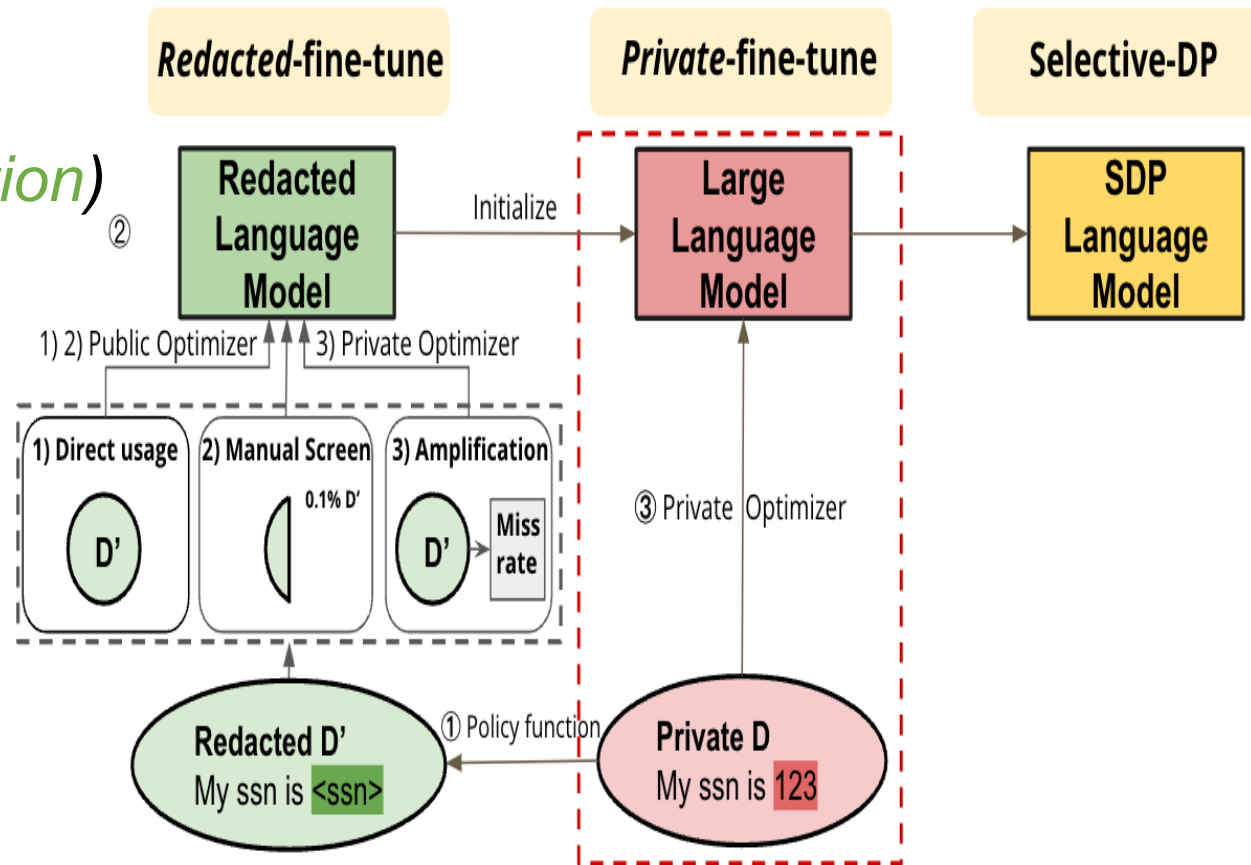 Redacted-fine-tune
Private-fine-tune
Selective-DP
tion)
②
Redacted
Language
Model
Initialize
Large
Language
Model
SDP
Language
Model
1) 2) Public Optimizer
3) Private Optimizer
1) Direct usage
D’
2) Manual Screen
0.1% D’
3) Amplification
D’
Miss
rate
③ Private Optimizer
Redacted D’
My ssn is <ssn>
① Policy function
Private D
My ssn is 123